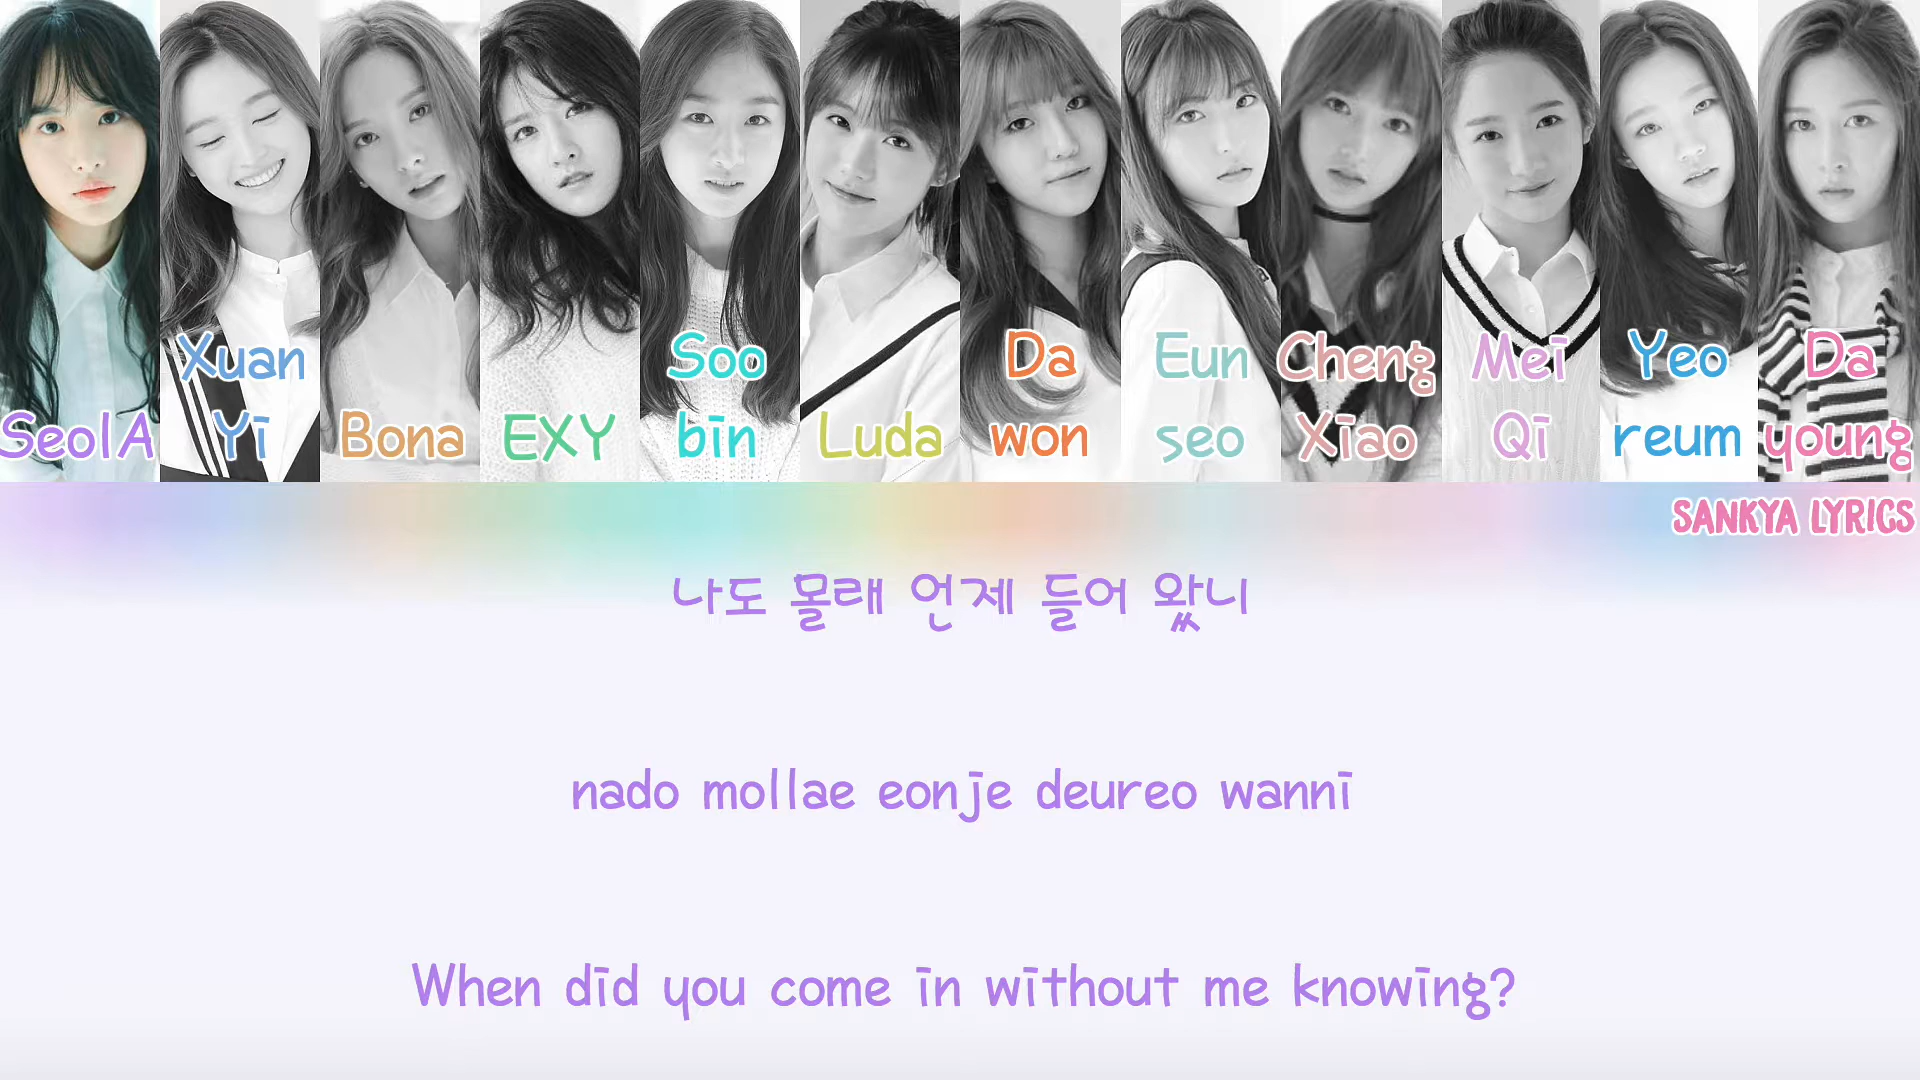 SeolA
Xuan
Yi
Bona
EXY
Soo
bin
Luda
Da
won
Eun
seo
Cheng
Xiao
Mei
Qi
Yeo
reum
Da
young
SANKYA LYRICS
나도 몰래 언제 들어 왔니
nado mollae eonje deureo wanni
When did you come in without me knowing?